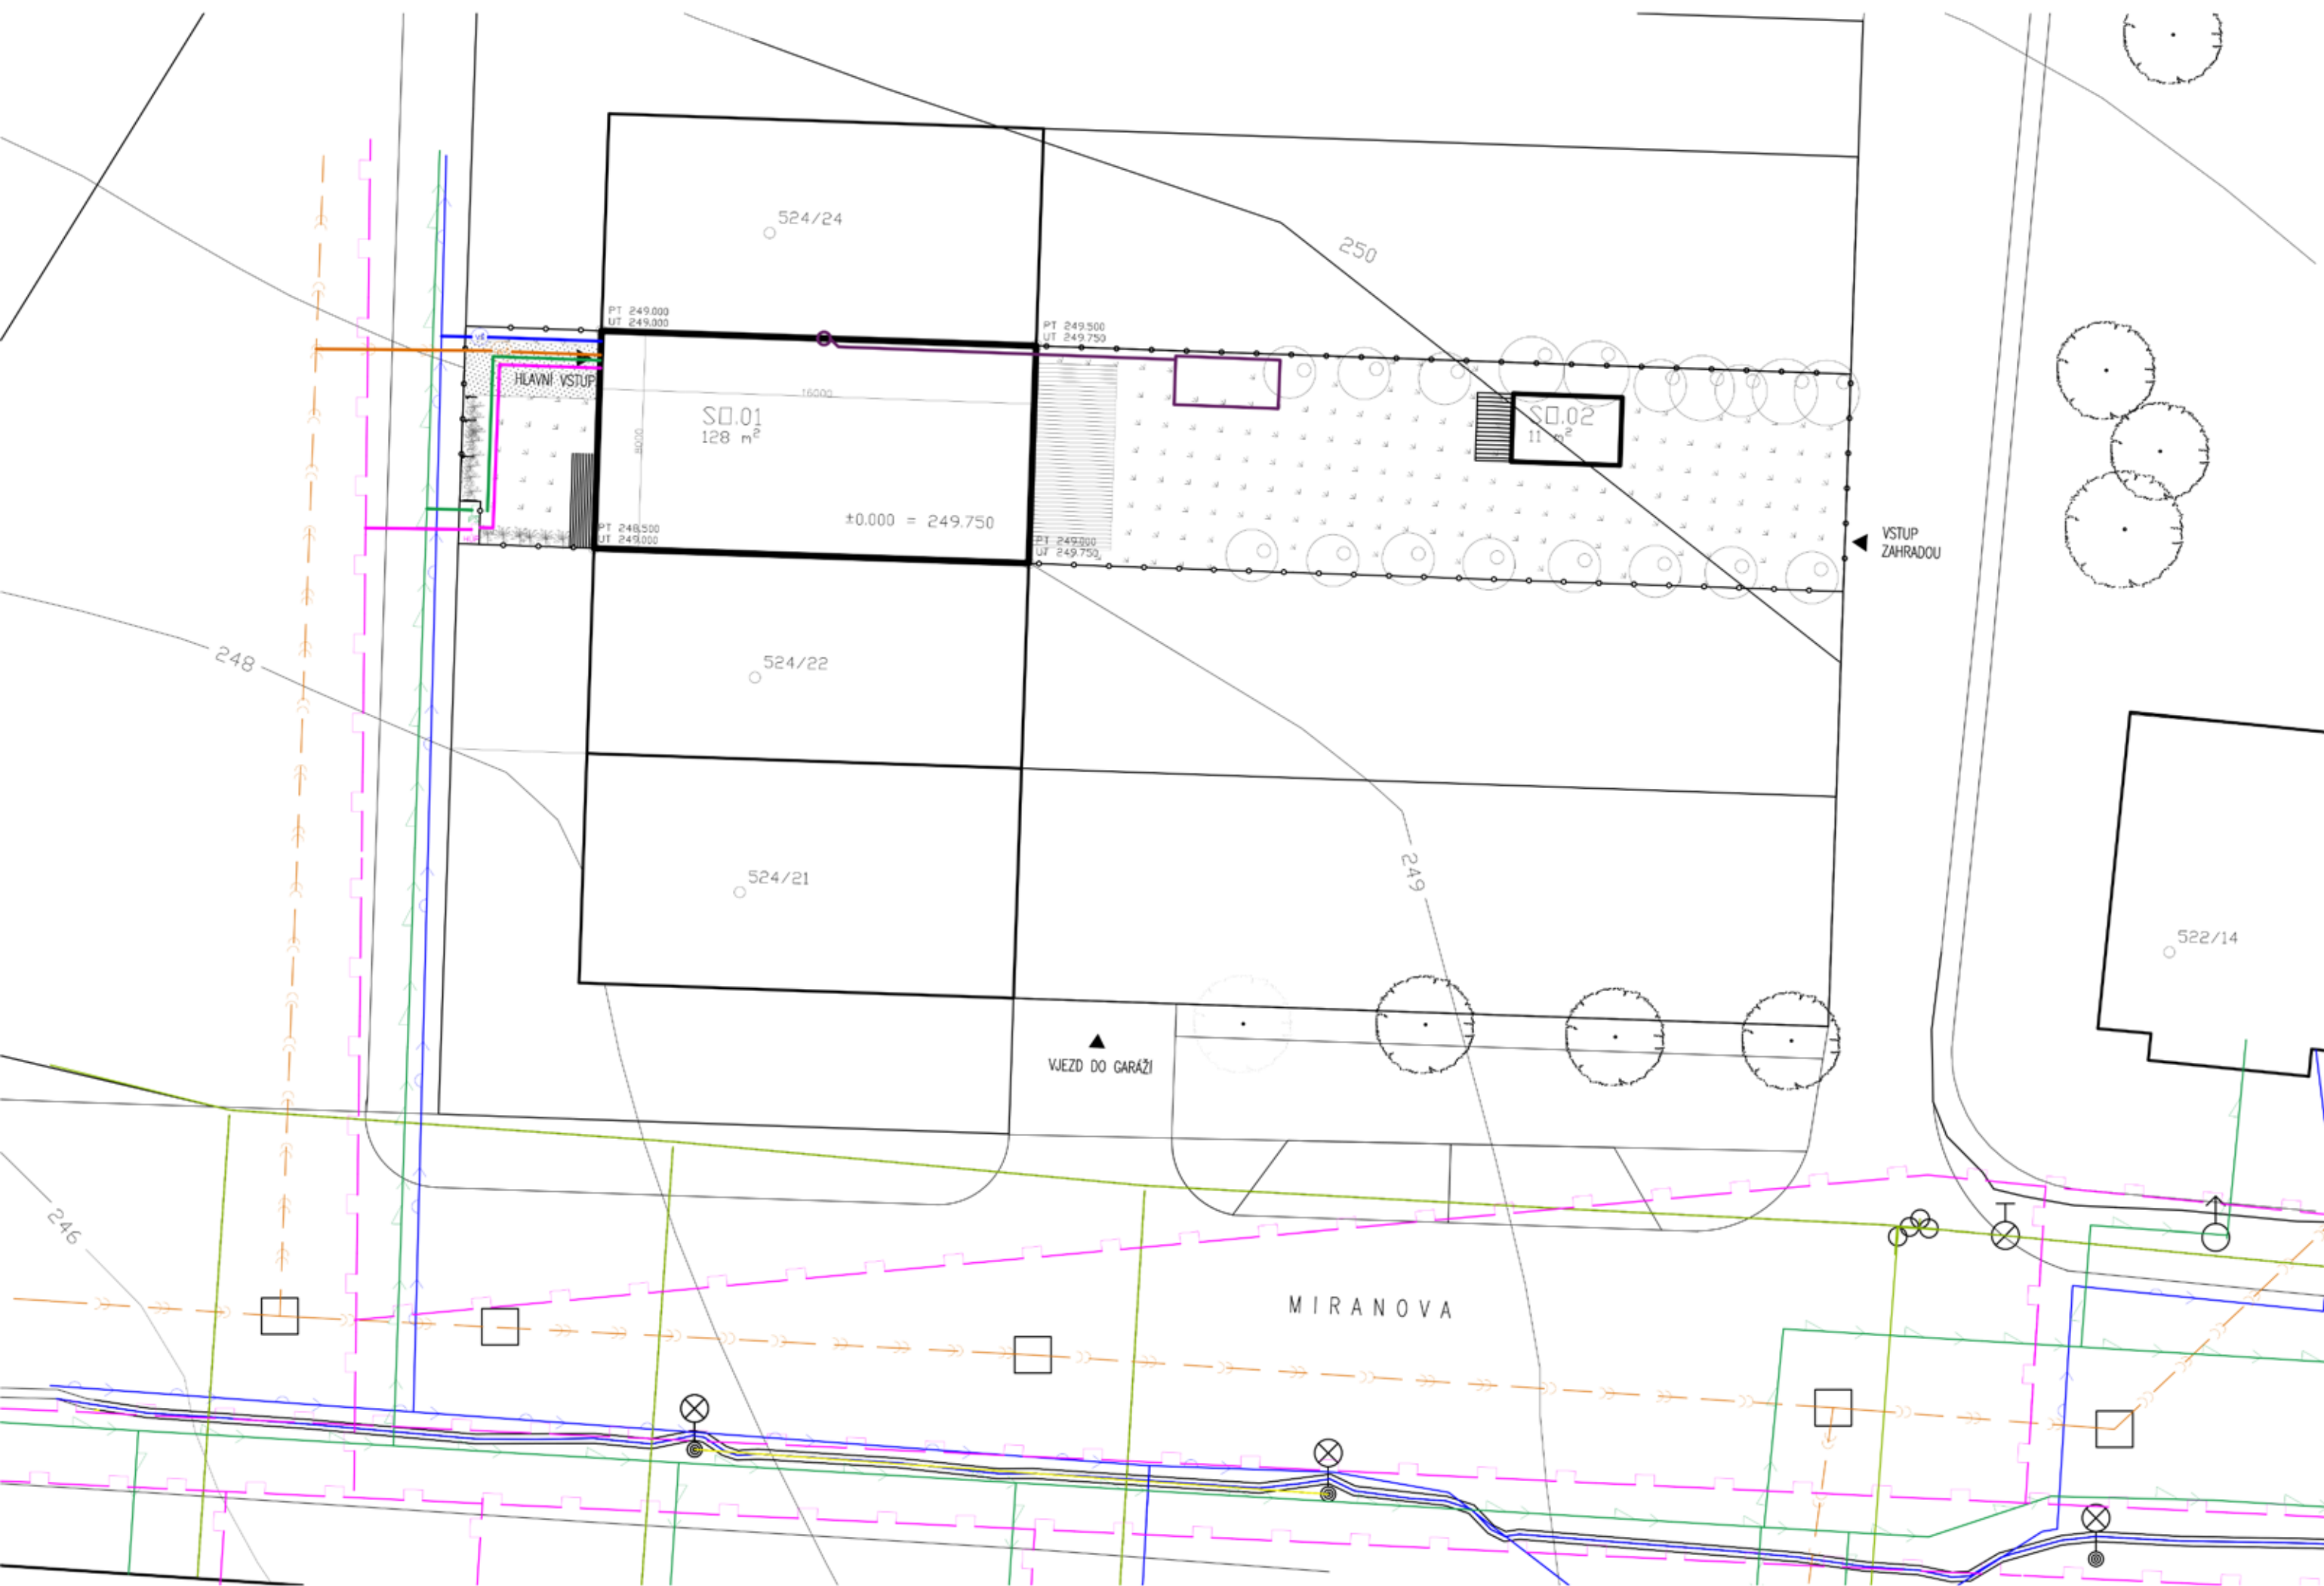 524/24
250
PT 249.000
UT 249.000
PT 249.500
UT 249.750
VŠ
HLAVNÍ VSTUP
16000
8000
SO.01
128 m²
SO.02
11 m²
±0.000 = 249.750
PT 248.500
UT 249.000
PT 249.000
UT 249.750
HUP
VSTUP
ZAHRADOU
248
524/22
524/21
249
522/14
VJEZD DO GARÁŽÍ
246
MIRANOVA